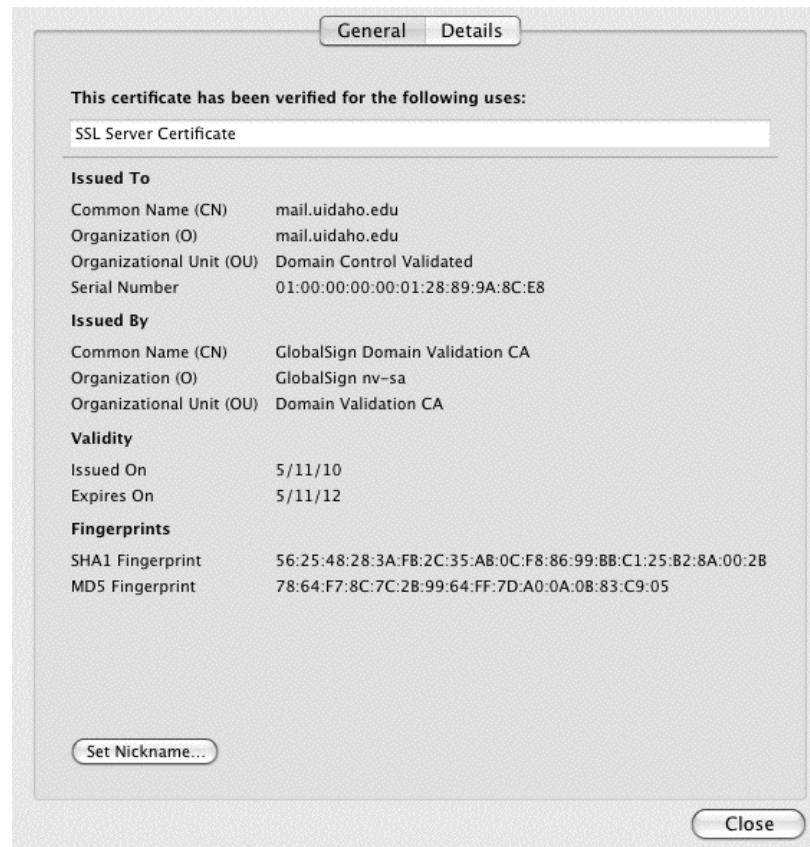 General Details
This certificate has been verified for the following uses:
SSL Server Certificate
Issued To
Common Name (CN) mail.uidaho.edu
Organization (O) mail.uidaho.edu
Organizational Unit (OU) Domain Control Validated
Serial Number 01:00:00:00:00:01:28:89:9A:8C:E8
Issued By
Common Name (CN) GlobalSign Domain Validation CA
Organization (O) GlobalSign nv-sa
Organizational Unit (OU) Domain Validation CA
Validity
Issued On 5/11/10
Expires On 5/11/12
Fingerprints
SHA1 Fingerprint 56:25:48:28:3A:FB:2C:35:AB:0C:F8:86:99:BB:C1:25:B2:8A:00:2B
MD5 Fingerprint 78:64:F7:8C:7C:2B:99:64:FF:7D:A0:0A:0B:83:C9:05
Set Nickname...
Close